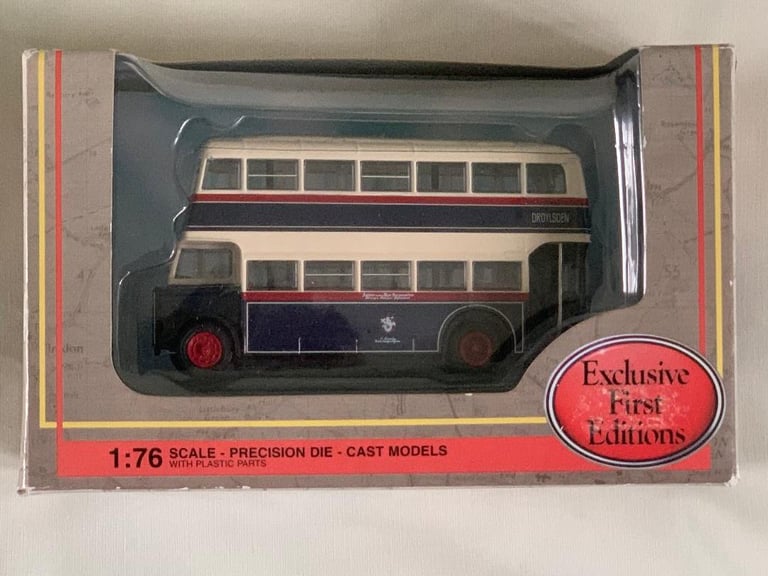 DROYLSDEN
Exclusive
First
Editions
1:76 SCALE - PRECISION DIE - CAST MODELS
WITH PLASTIC PARTS